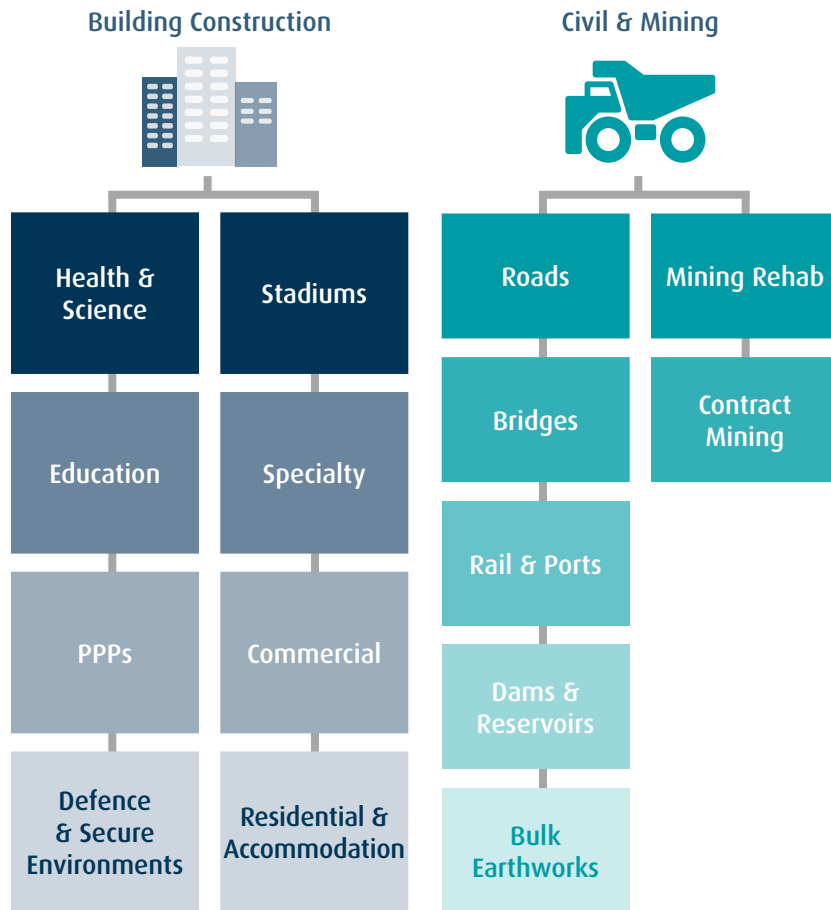 Building Construction
Health &
Science
Stadiums
Education
Specialty
PPPs
Commercial
Defence
& Secure
Environments
Residential &
Accommodation
Civil & Mining
Roads
Mining Rehab
Bridges
Contract
Mining
Rail & Ports
Dams &
Reservoirs
Bulk
Earthworks